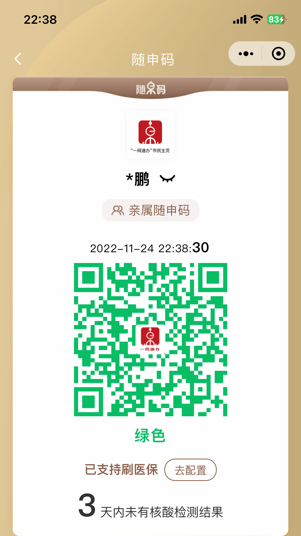 22:38
83
随申码
随申码
"一网通办"市民主页
*鹏
亲属随申码
2022-11-24 22:38:30
一网通办
绿色
已支持刷医保 去配置
3 天内未有核酸检测结果